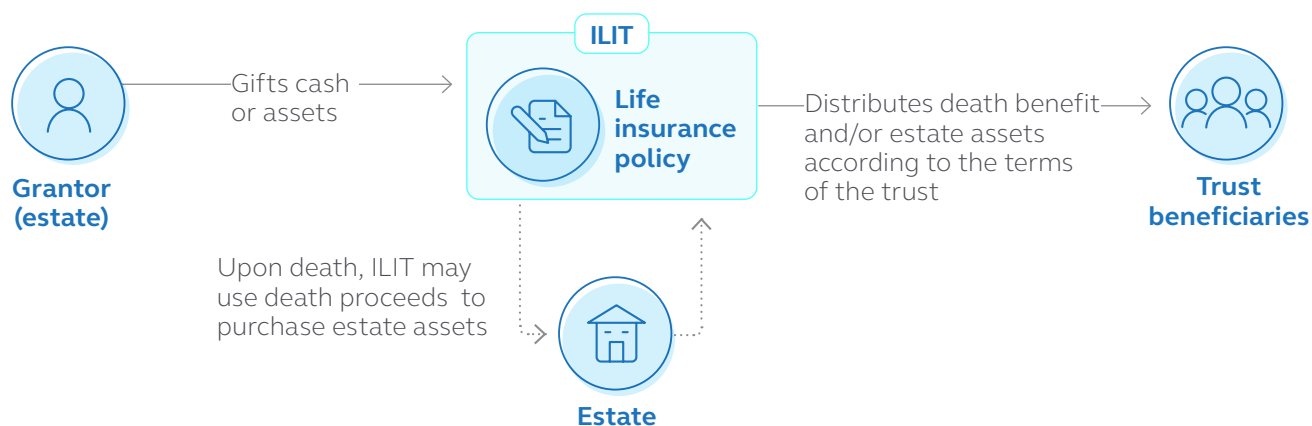 ILIT
Grantor
(estate)
Gifts cash
or assets
Life
insurance
policy
Distributes death benefit
and/or estate assets
according to the terms
of the trust
Trust
beneficiaries
Upon death, ILIT may
use death proceeds to
purchase estate assets
Estate